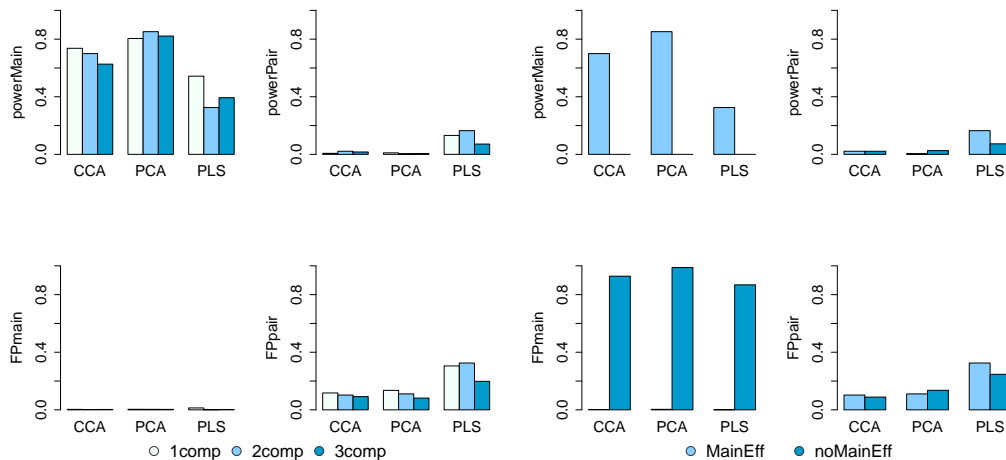 powerMain
0.0 0.4 0.8
CCA PCA PLS
powerPair
0.0 0.4 0.8
CCA PCA PLS
powerMain
0.0 0.4 0.8
CCA PCA PLS
powerPair
0.0 0.4 0.8
CCA PCA PLS
FPmain
0.0 0.4 0.8
CCA PCA PLS
FPpair
0.0 0.4 0.8
CCA PCA PLS
FPmain
0.0 0.4 0.8
CCA PCA PLS
FPpair
0.0 0.4 0.8
CCA PCA PLS
1comp 2comp 3comp
MainEff noMainEff